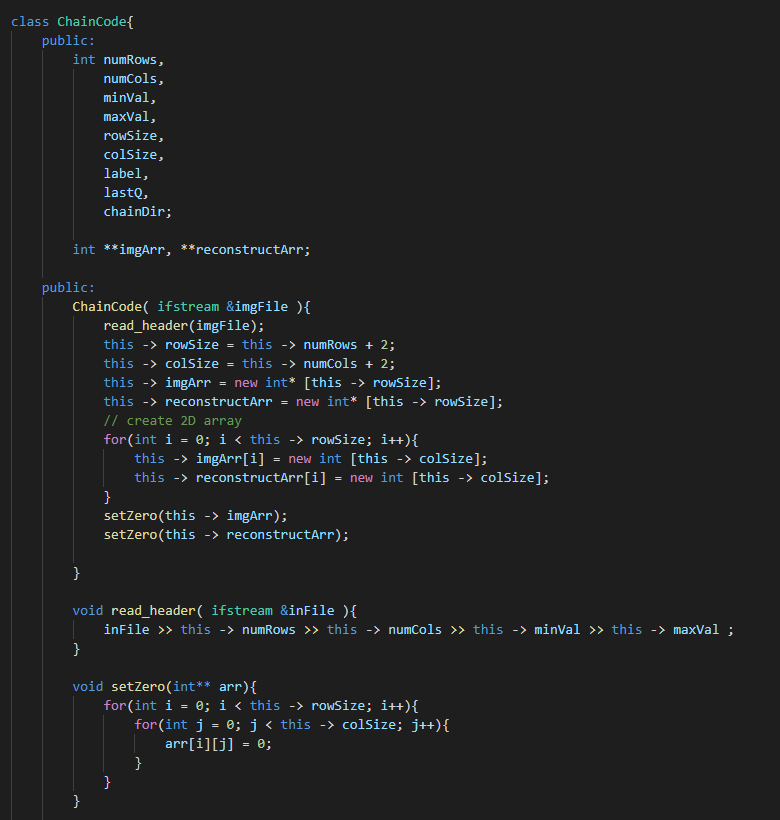 class ChainCode{
    public:
        int numRows,
            numCols,
            minVal,
            maxVal,
            rowSize,
            colSize,
            label,
            lastQ,
            chainDir;

        int **imgArr, **reconstructArr;

    public:
        ChainCode( ifstream &imgFile ){
            read_header(imgFile);
            this -> rowSize = this -> numRows + 2;
            this -> colSize = this -> numCols + 2;
            this -> imgArr = new int* [this -> rowSize];
            this -> reconstructArr = new int* [this -> rowSize];
            // create 2D array
            for(int i = 0; i < this -> rowSize; i++){
                this -> imgArr[i] = new int [this -> colSize];
                this -> reconstructArr[i] = new int [this -> colSize];
            }
            setZero(this -> imgArr);
            setZero(this -> reconstructArr);

        }

        void read_header( ifstream &inFile ){
            inFile >> this -> numRows >> this -> numCols >> this -> minVal >> this -> maxVal ;
        }

        void setZero(int** arr){
            for(int i = 0; i < this -> rowSize; i++){
                for(int j = 0; j < this -> colSize; j++){
                    arr[i][j] = 0;
                }
            }
        }